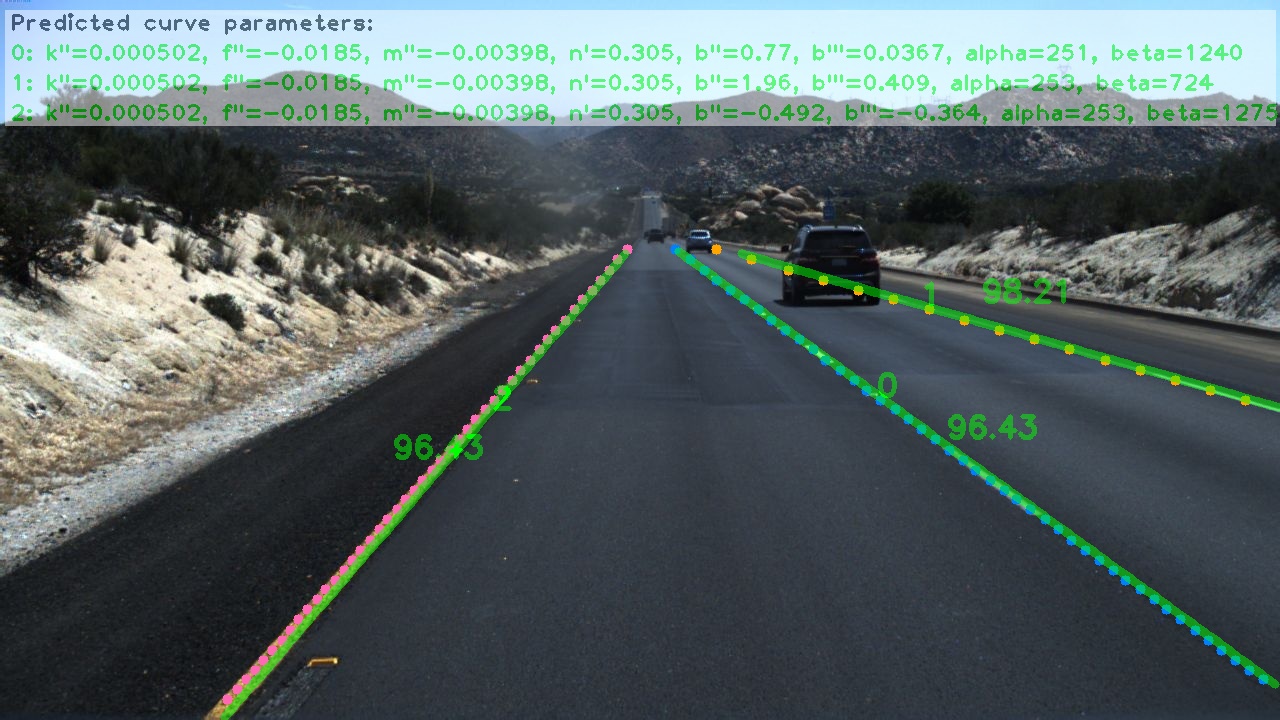 Predicted curve parameters:
0: k''=0.000502, f''=-0.0185, m''=-0.00398, n'=0.305, b''=0.77, b'''=0.0367, alpha=251, beta=1240
1: k''=0.000502, f''=-0.0185, m''=-0.00398, n'=0.305, b''=1.96, b'''=0.409, alpha=253, beta=724
2: k''=0.000502, f''=-0.0185, m''=-0.00398, n'=0.305, b''=-0.492, b'''=-0.364, alpha=253, beta=1275
1 98.21
0
2
96.43
96.43